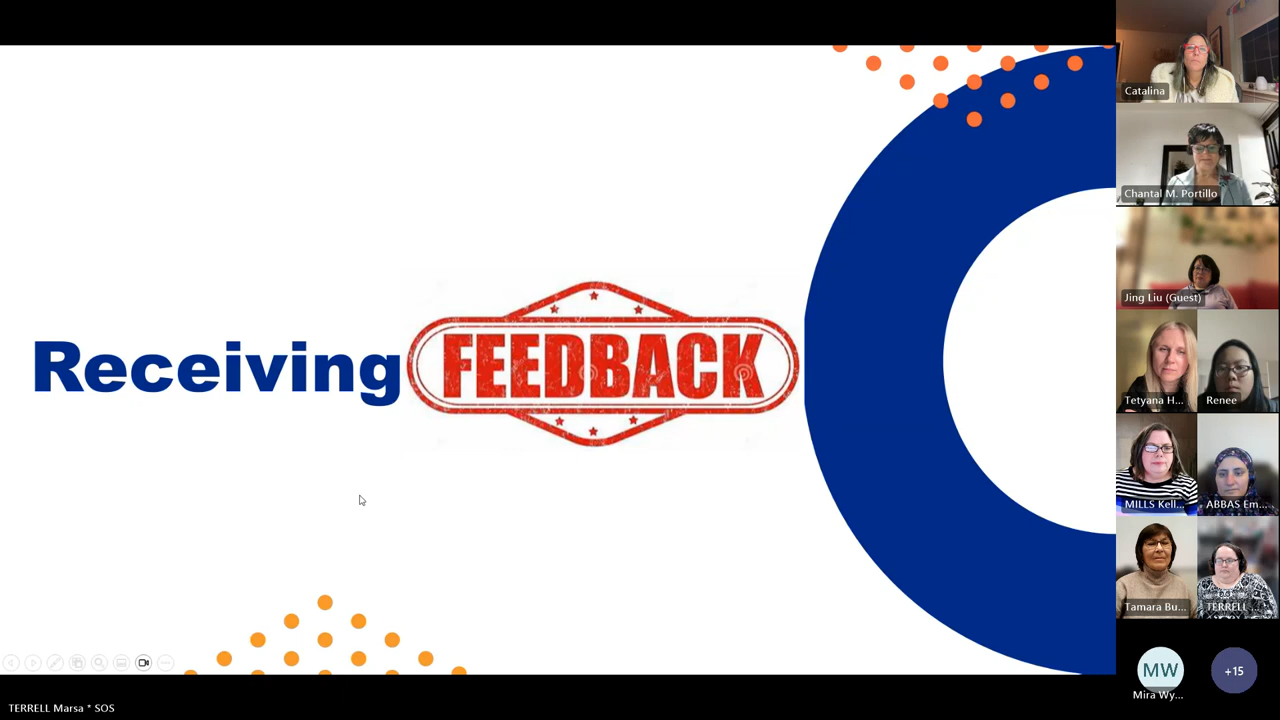 Receiving FEEDBACK
Catalina
Chantal M. Portillo
Jing Liu (Guest)
Tetyana H...
Renee
MILLS Kell...
ABBAS Em...
Tamara Bu...
TERRELL ...
MW
Mira Wy...
+15
TERRELL Marsa * SOS